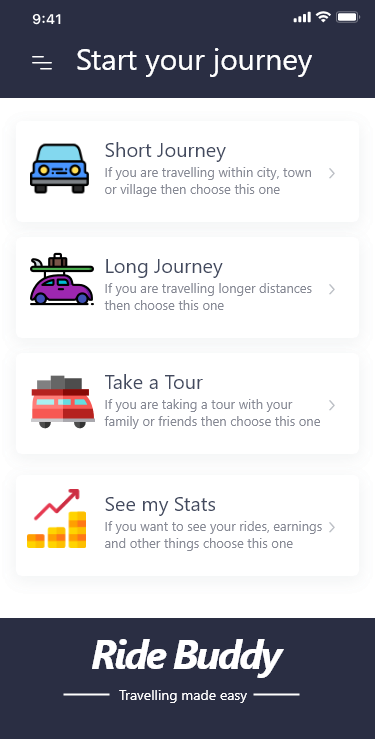 9:41
Start your journey
Short Journey
If you are travelling within city, town
or village then choose this one
Long Journey
If you are travelling longer distances
then choose this one
Take a Tour
If you are taking a tour with your
family or friends then choose this one
See my Stats
If you want to see your rides, earnings
and other things choose this one
Ride Buddy
Travelling made easy